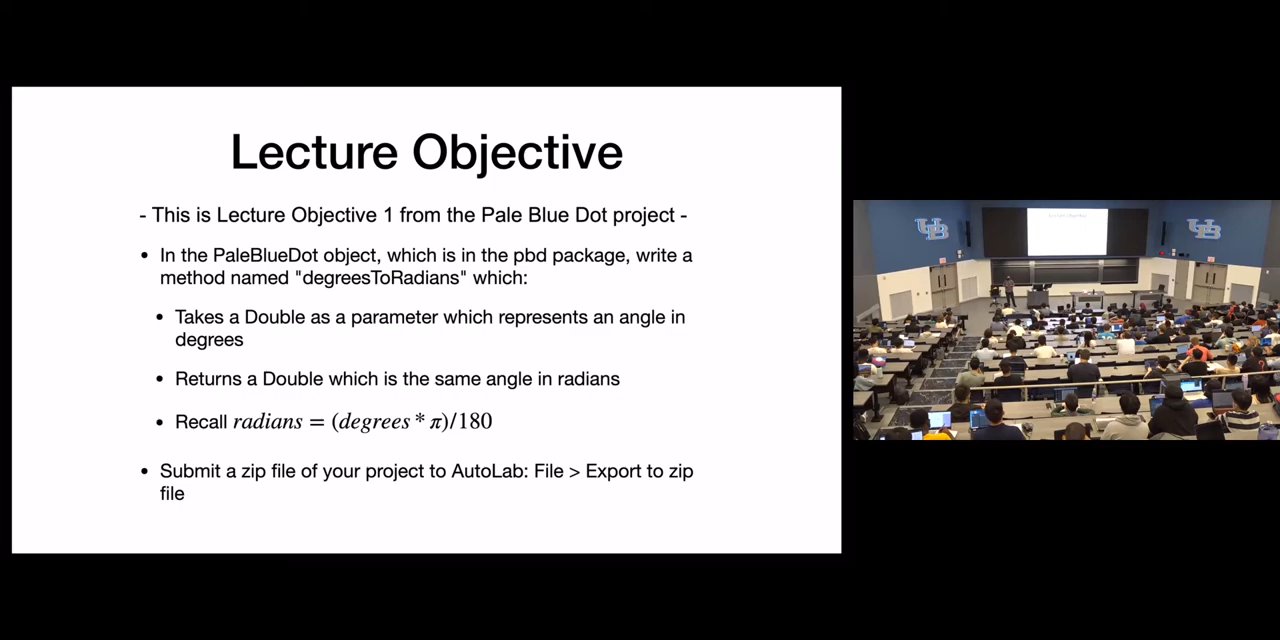 Lecture Objective
- This is Lecture Objective 1 from the Pale Blue Dot project -
• In the PaleBlueDot object, which is in the pbd package, write a
method named "degreesToRadians" which:
• Takes a Double as a parameter which represents an angle in
degrees
• Returns a Double which is the same angle in radians
• Recall radians = (degrees * π)/180
• Submit a zip file of your project to AutoLab: File > Export to zip
file
UB
UB